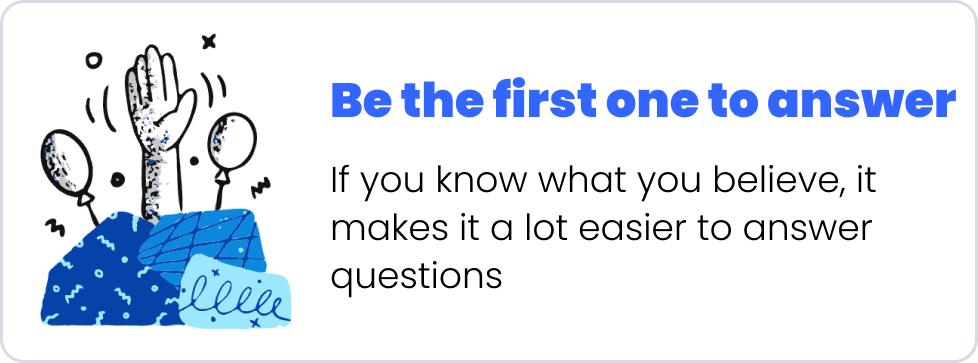 Be the first one to answer
If you know what you believe, it
makes it a lot easier to answer
questions